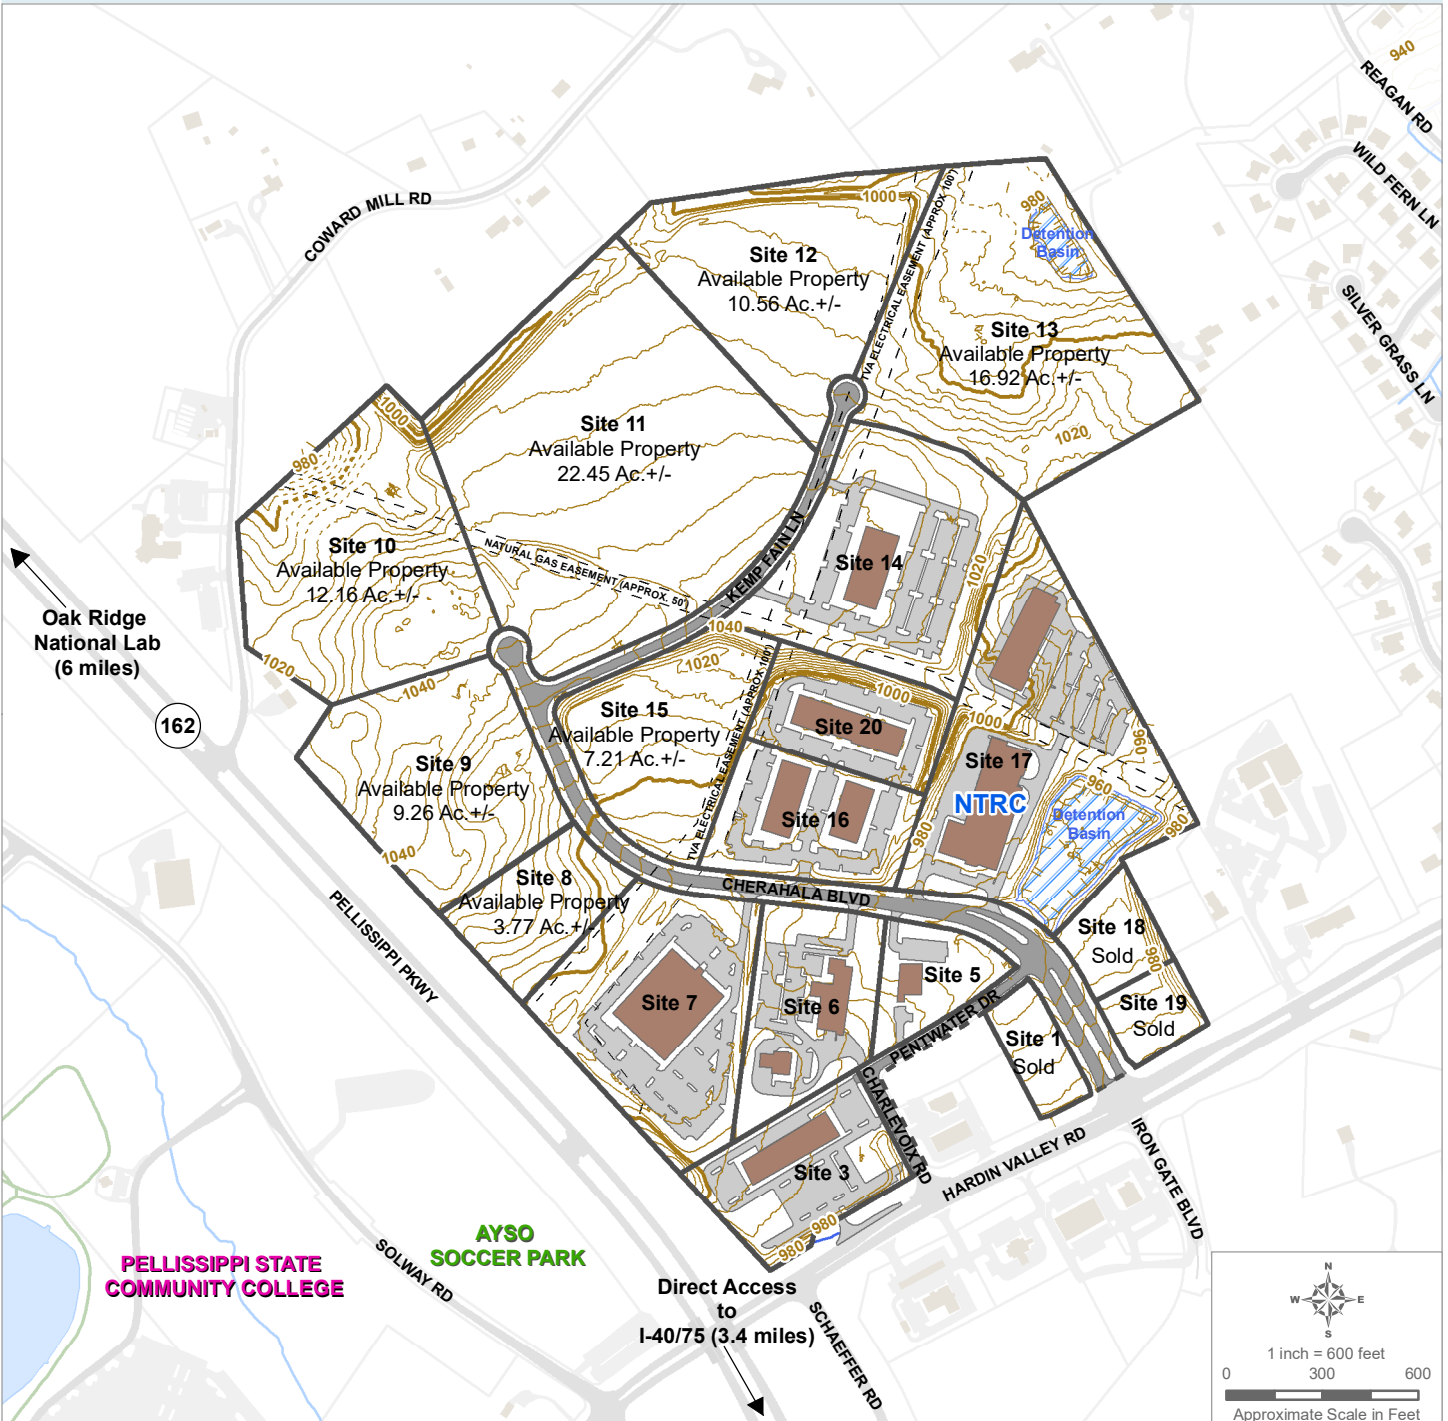 940
REAGAN RD
WILD FERN LN
SILVER GRASS LN
COWARD MILL RD
1000
980
Detention
Basin
Site 12
Available Property
10.56 Ac.+/-
TVA ELECTRICAL EASEMENT (APPROX 100')
Site 13
Available Property
16.92 Ac.+/-
1020
1000
980
Site 11
Available Property
22.45 Ac.+/-
Site 10
Available Property
12.16 Ac.+/-
NATURAL GAS EASEMENT (APPROX. 50')
KEMP FAIN LN
Site 14
1020
Oak Ridge
National Lab
(6 miles)
162
1020
1040
1040
1020
TVA ELECTRICAL EASEMENT (APPROX 100')
Site 15
Available Property
7.21 Ac.+/-
1000
Site 20
1000
Site 17
NTRC
960
960
Detention
Basin
980
980
Site 9
Available Property
9.26 Ac.+/-
1040
Site 16
Site 8
Available Property
3.77 Ac.+/-
CHERAHALA BLVD
PELLISSIPPI PKWY
Site 18
Sold
980
Site 19
Sold
Site 5
Site 7
Site 6
PENTWATER DR
Site 1
Sold
CHARLEVOIX RD
Site 3
980
980
HARDIN VALLEY RD
IRON GATE BLVD
AYSO
SOCCER PARK
PELLISSIPPI STATE
COMMUNITY COLLEGE
SOLWAY RD
Direct Access
to
I-40/75 (3.4 miles)
SCHAEFFER RD
N
W E
S
1 inch = 600 feet
0 300 600
Approximate Scale in Feet